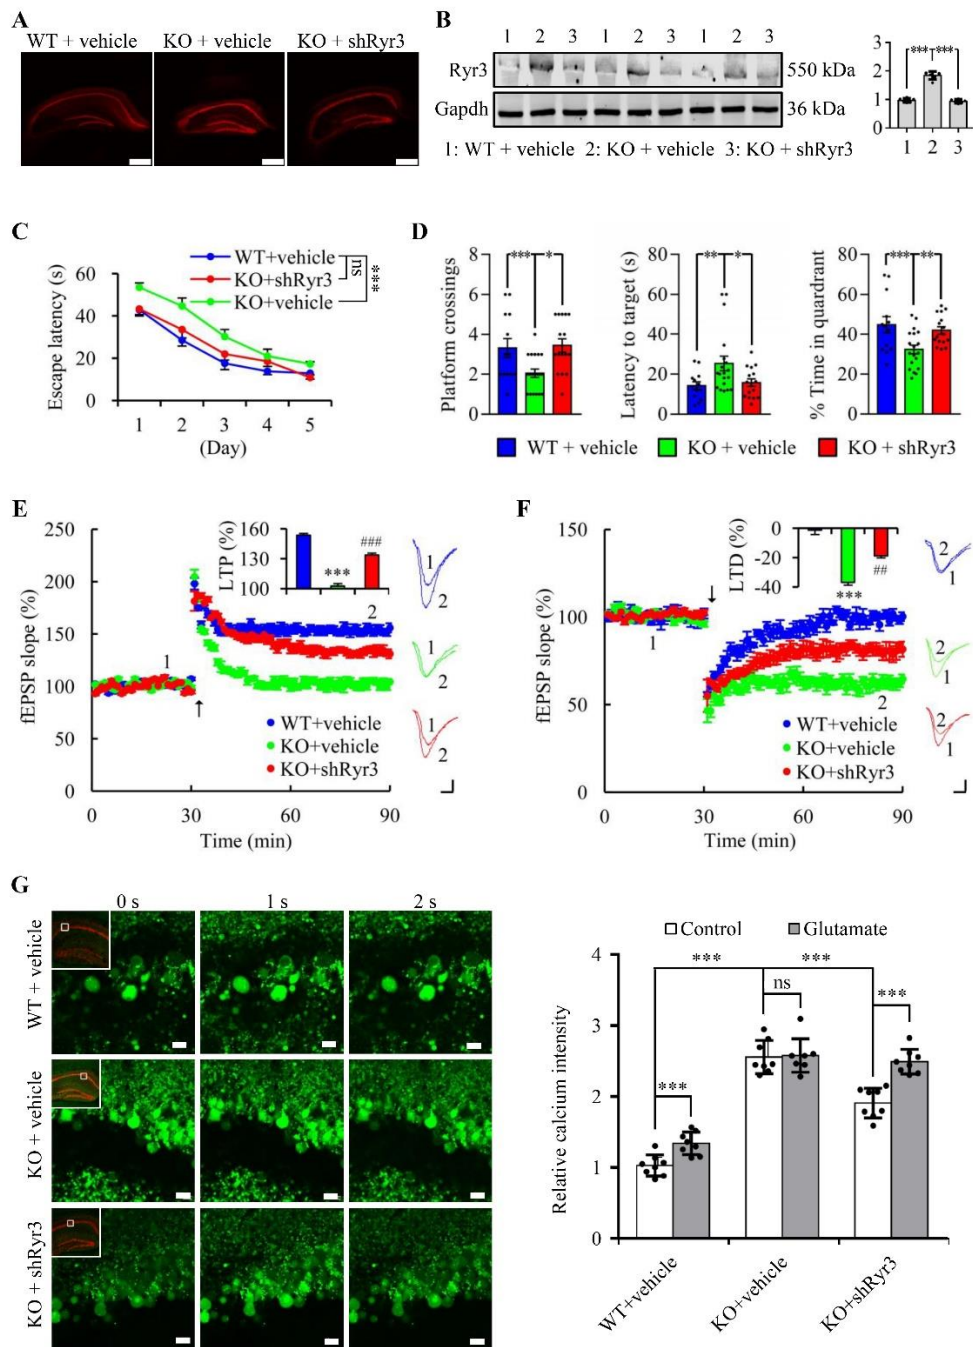 A
WT + vehicle KO + vehicle KO + shRyr3
B
1 2 3 1 2 3 1 2 3
Ryr3 550 kDa
Gapdh 36 kDa
1: WT + vehicle 2: KO + vehicle 3: KO + shRyr3
3
2
1
0
*** ***
1 2 3
C
Escape latency (s)
60
40
20
0
WT+vehicle
KO+shRyr3
KO+vehicle
ns
***
1 2 3 4 5
(Day)
D
Platform crossings
8
6
4
2
0
*** *
Latency to target (s)
80
60
40
20
0
** *
% Time in quardrant
80
60
40
20
0
*** **
WT + vehicle KO + vehicle KO + shRyr3
E
fEPSP slope (%)
250
200
150
100
50
0
LTP (%)
160
130
100
***
###
1
2
1
2
1
2
1
2
WT+vehicle
KO+vehicle
KO+shRyr3
0 30 60 90
Time (min)
F
fEPSP slope (%)
150
100
50
0
LTD (%)
0
-20
-40
***
##
1
2
2
1
2
1
2
1
WT+vehicle
KO+vehicle
KO+shRyr3
0 30 60 90
Time (min)
G
0 s 1 s 2 s
WT + vehicle
KO + vehicle
KO + shRyr3
Control Glutamate
Relative calcium intensity
4
3
2
1
0
*** ***
*** ns ***
WT+vehicle
KO+vehicle
KO+shRyr3